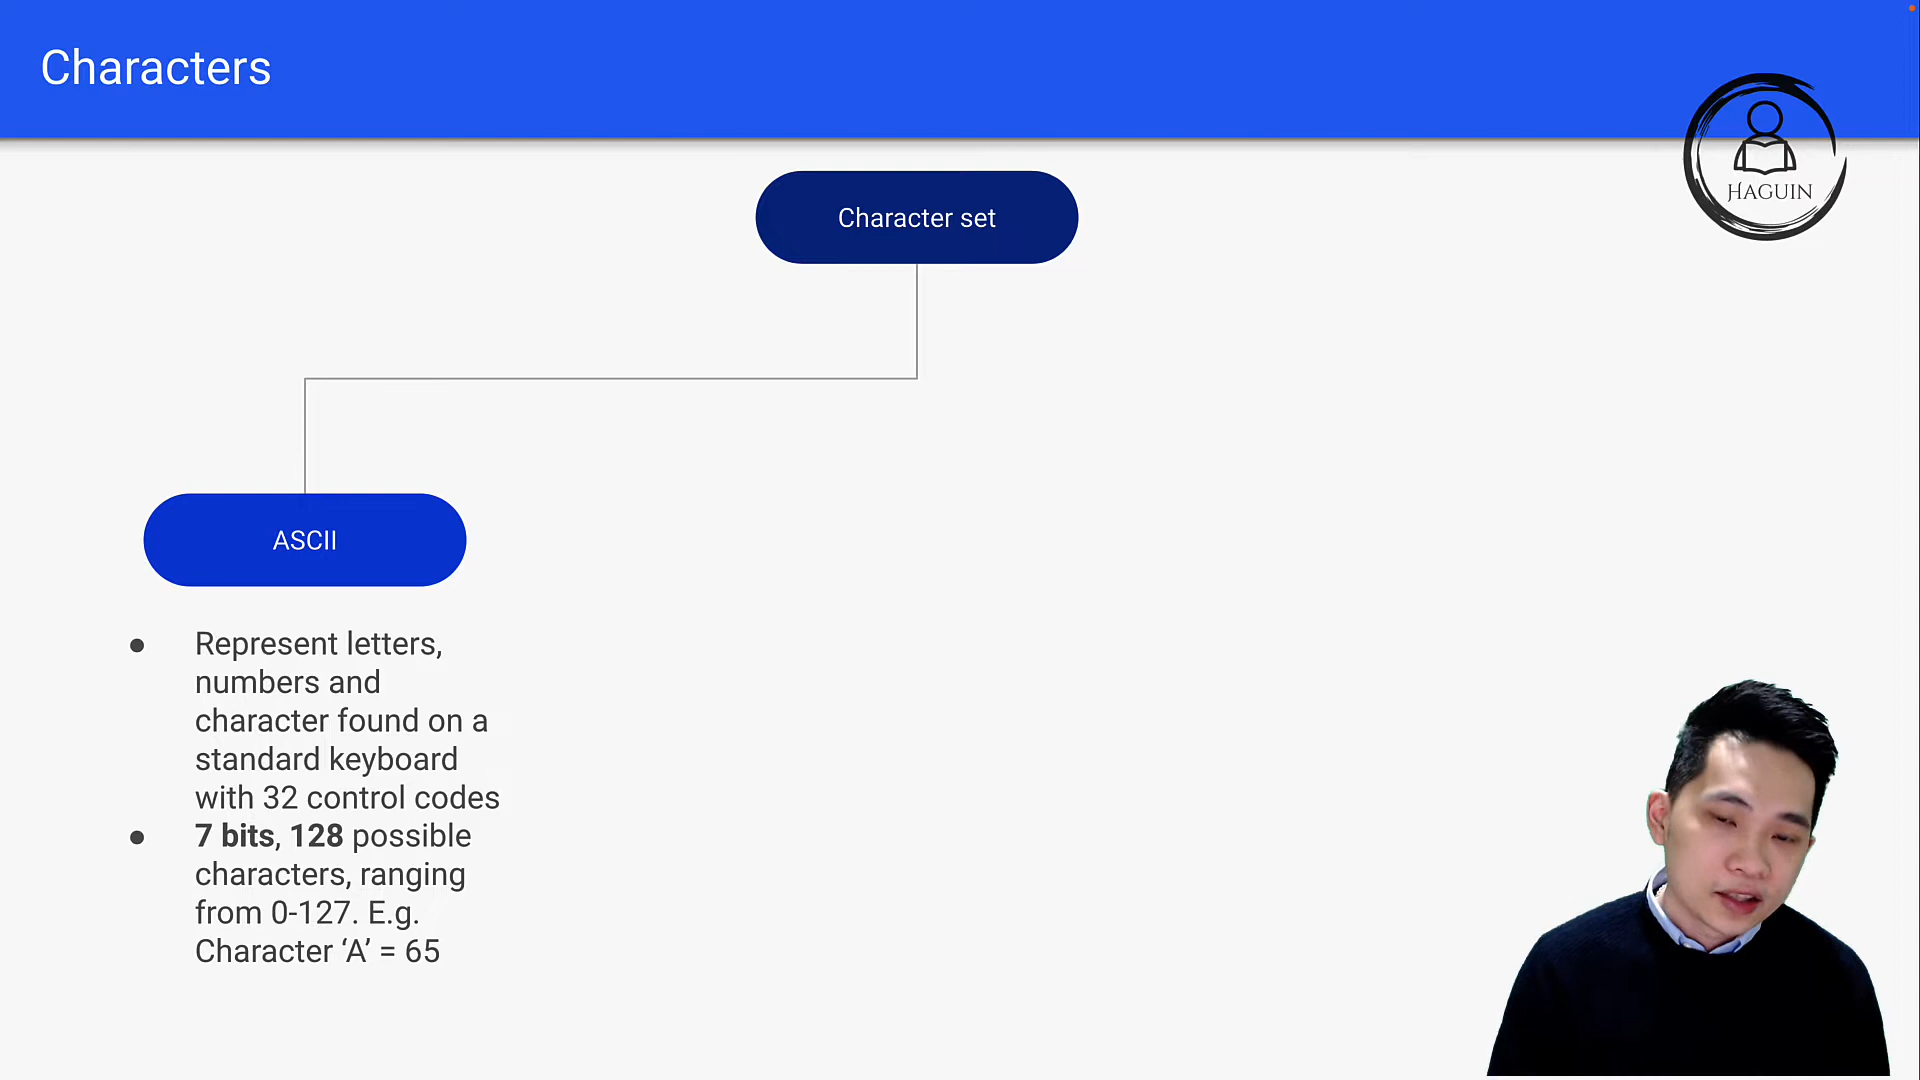 Characters
HAGUIN
Character set
ASCII
● Represent letters,
numbers and
character found on a
standard keyboard
with 32 control codes
● 7 bits, 128 possible
characters, ranging
from 0-127. E.g.
Character ‘A’ = 65